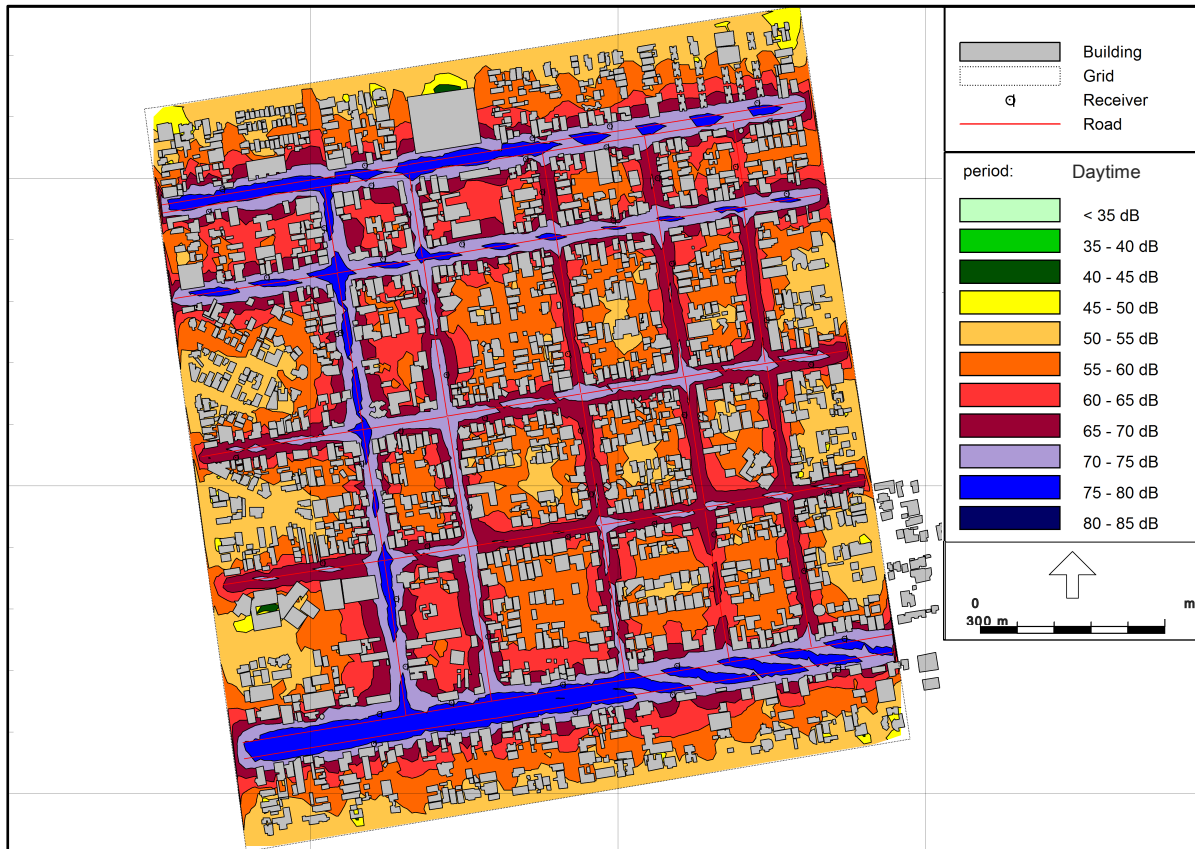 Building
Grid
Receiver
Road
period: Daytime
< 35 dB
35 - 40 dB
40 - 45 dB
45 - 50 dB
50 - 55 dB
55 - 60 dB
60 - 65 dB
65 - 70 dB
70 - 75 dB
75 - 80 dB
80 - 85 dB
0 m
300 m